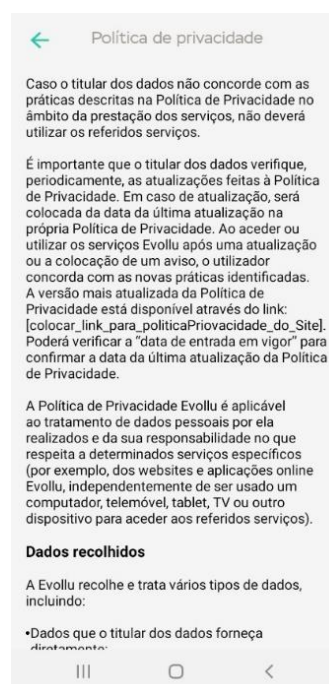 Política de privacidade
Caso o titular dos dados não concorde com as
práticas descritas na Política de Privacidade no
âmbito da prestação dos serviços, não deverá
utilizar os referidos serviços.
É importante que o titular dos dados verifique,
periodicamente, as atualizações feitas à Política
de Privacidade. Em caso de atualização, será
colocada da data da última atualização na
própria Política de Privacidade. Ao aceder ou
utilizar os serviços Evollu após uma atualização
ou a colocação de um aviso, o utilizador
concorda com as novas práticas identificadas.
A versão mais atualizada da Política de
Privacidade está disponível através do link:
[colocar_link_para_politicaPriovacidade_do_Site].
Poderá verificar a "data de entrada em vigor" para
confirmar a data da última atualização da Política
de Privacidade.
A Política de Privacidade Evollu é aplicável
ao tratamento de dados pessoais por ela
realizados e da sua responsabilidade no que
respeita a determinados serviços específicos
(por exemplo, dos websites e aplicações online
Evollu, independentemente de ser usado um
computador, telemóvel, tablet, TV ou outro
dispositivo para aceder aos referidos serviços).
Dados recolhidos
A Evollu recolhe e trata vários tipos de dados,
incluindo:
•Dados que o titular dos dados forneça
diretamente: